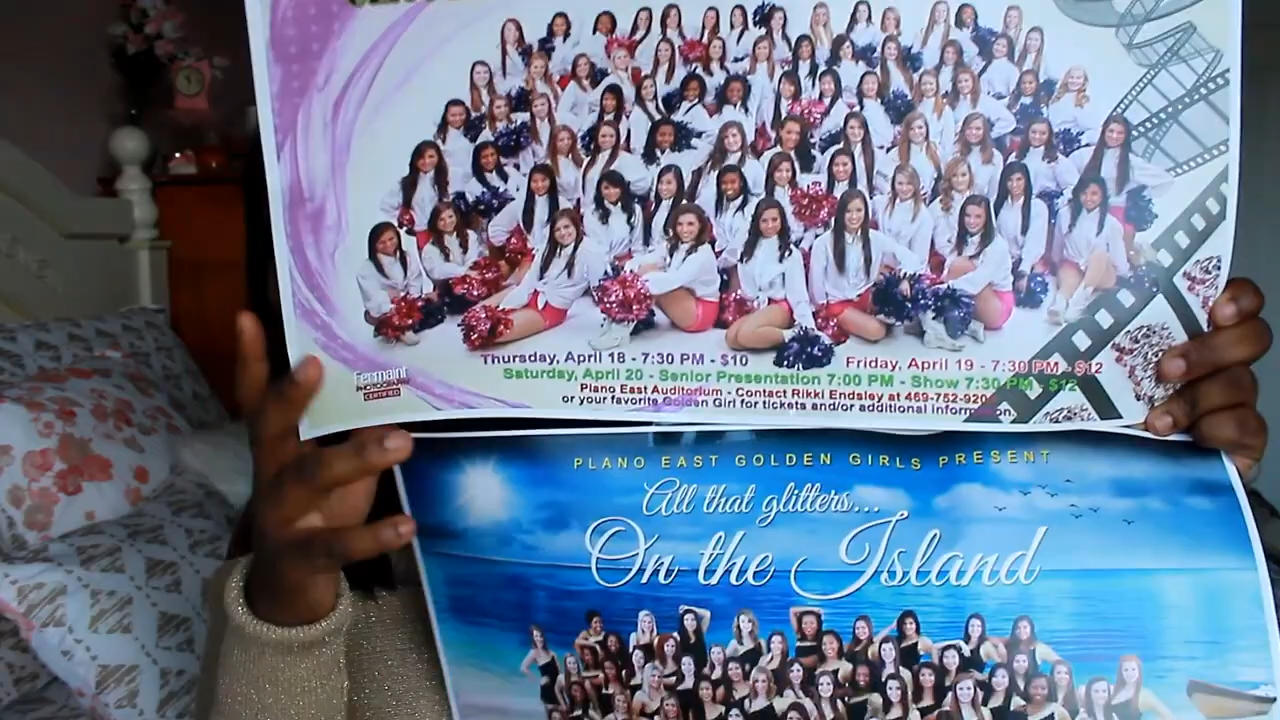 Thursday, April 18 - 7:30 PM - $10
Friday, April 19 - 7:30 PM - $12
Saturday, April 20 - Senior Presentation 7:00 PM - Show 7:30 PM - $12
Plano East Auditorium - Contact Rikki Endsley at 469-752-920
or your favorite Golden Girl for tickets and/or additional information.
PHOTOGRAPHY
CERTIFIED
PLANO EAST GOLDEN GIRLS PRESENT
All that glitters...
On the Island